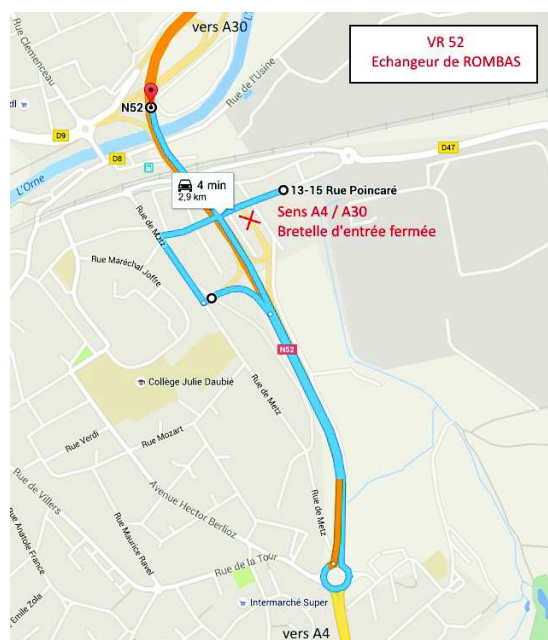 vers A30
VR 52
Echangeur de ROMBAS
Rue Clemenceau
L'Orne
Rue de l'Usine
N52
D9
D8
D47
L'Orne
4 min
2,9 km
13-15 Rue Poincaré
Sens A4 / A30
Bretelle d'entrée fermée
Rue de Metz
Rue Maréchal Joffre
N52
Collège Julie Daubié
Rue de Metz
Rue Verdi
Rue Mozart
Rue de Villers
Avenue Hector Berlioz
Rue de Metz
Rue Anatole France
Rue Maurice Ravel
Rue de la Tour
Emile Zola
Intermarché Super
vers A4